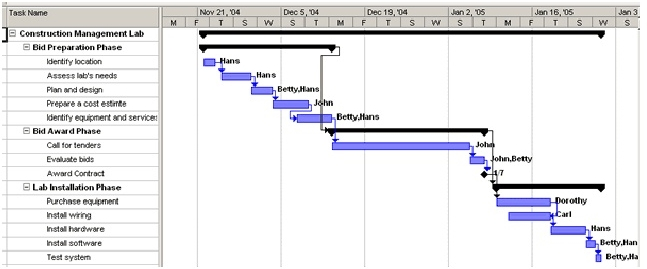 Task Name
Nov 21, '04 Dec 5, '04 Dec 19, '04 Jan 2, '05 Jan 16, '05 Jan 3
M F T S W S T M F T S W S T M F T S W S
Construction Management Lab
Bid Preparation Phase
Identify location Hans
Assess lab's needs Hans
Plan and design Betty,Hans
Prepare a cost estimte John
Identify equipment and services Betty,Hans
Bid Award Phase
Call for tenders John
Evaluate bids John,Betty
Award Contract 1/7
Lab Installation Phase
Purchase equipment Dorothy
Install wiring Carl
Install hardware Hans
Install software Betty,Han
Test system Betty,Ha